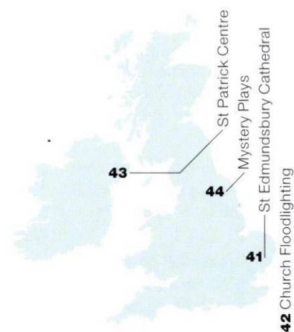 43
St Patrick Centre
44
Mystery Plays
41
St Edmundsbury Cathedral
42 Church Floodlighting